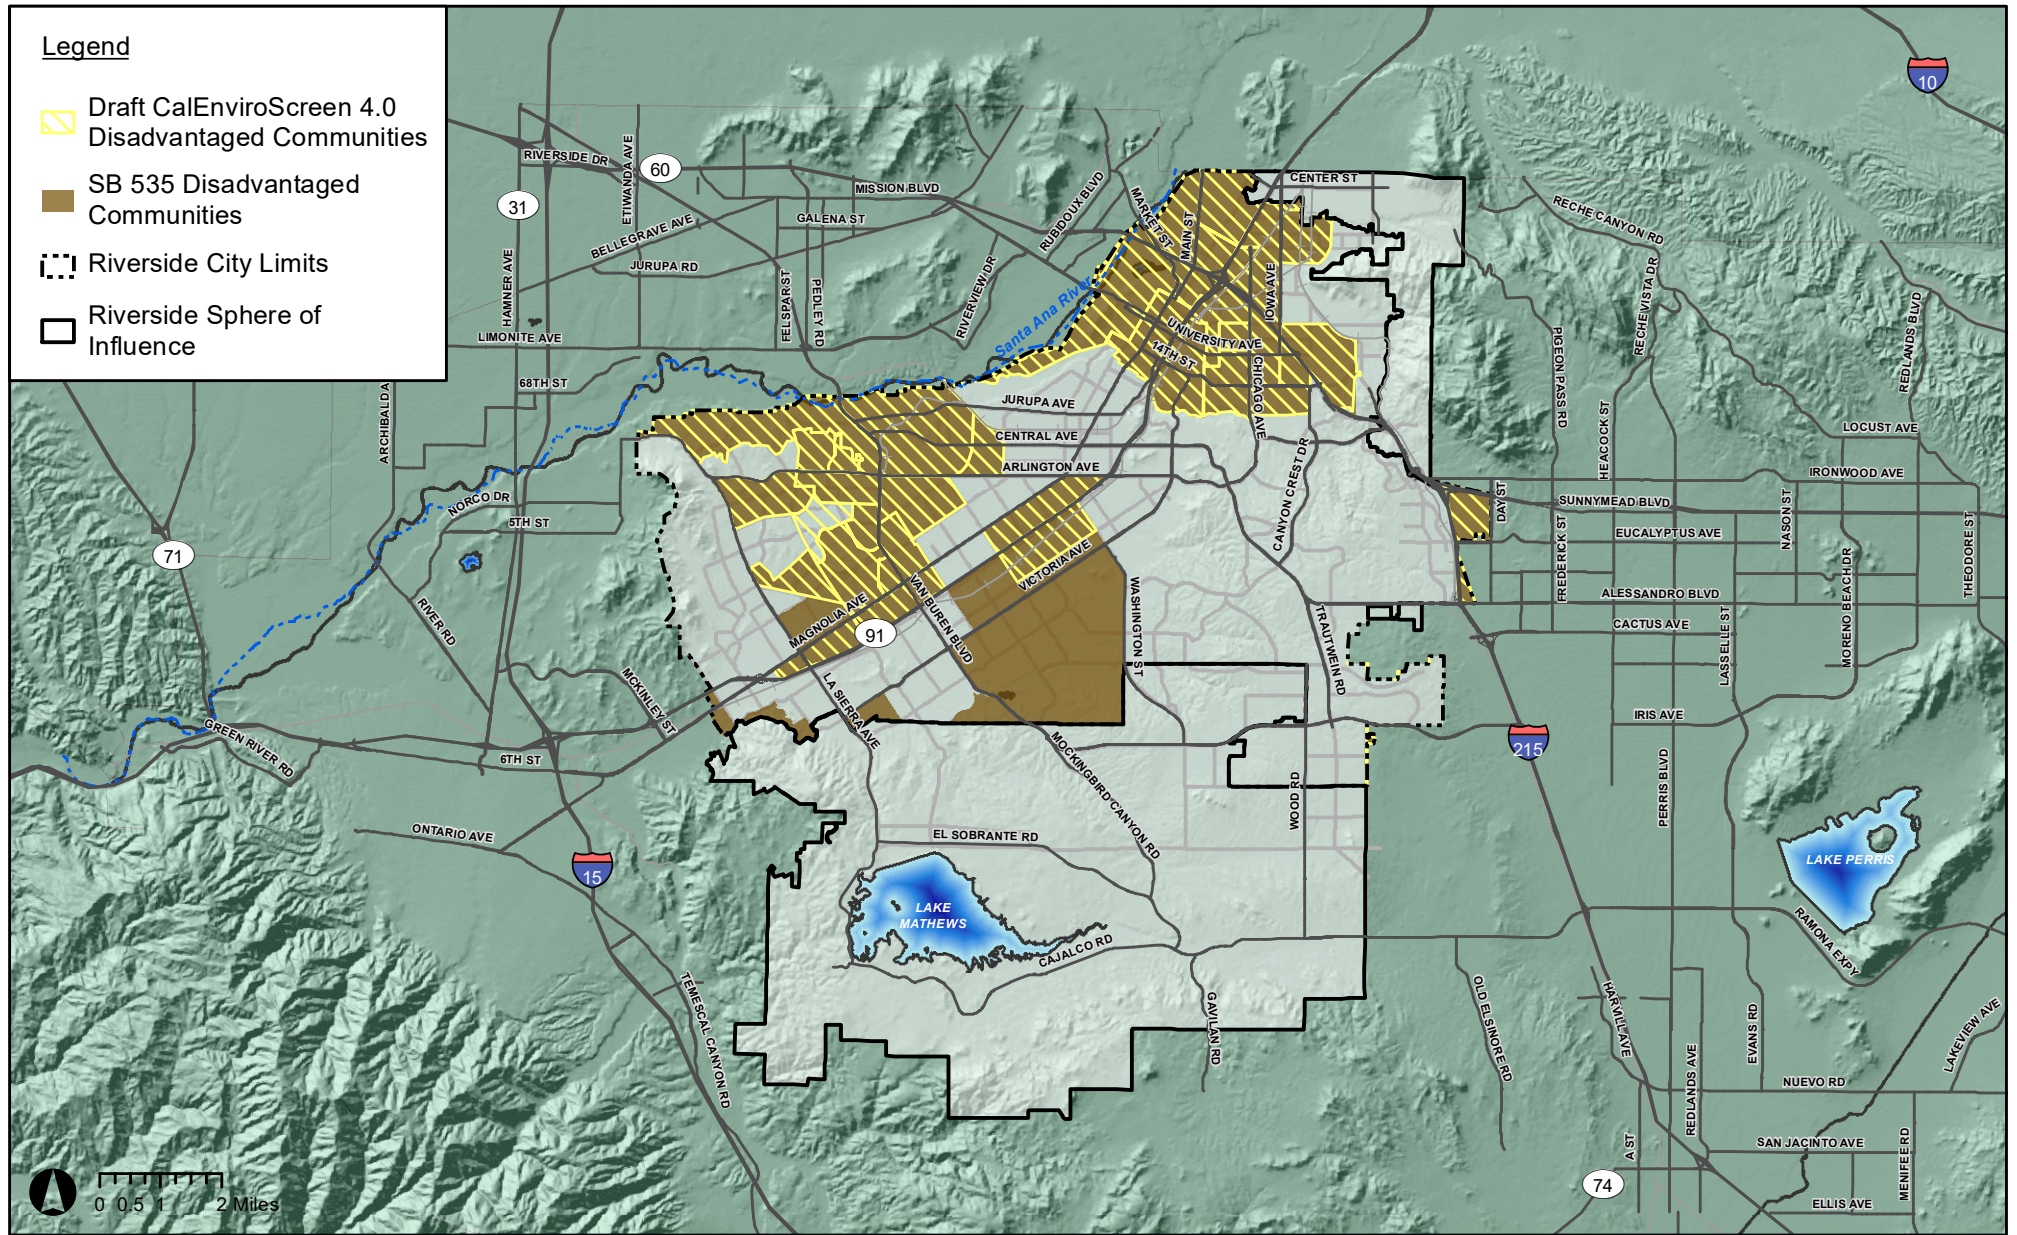 Legend
Draft CalEnviroScreen 4.0
Disadvantaged Communities
SB 535 Disadvantaged
Communities
Riverside City Limits
Riverside Sphere of
Influence
10
RIVERSIDE DR
60
ETIWANDA AVE
31
MISSION BLVD
GALENA ST
BELLEGRAVE AVE
JURUPA RD
HAMNER AVE
LIMONITE AVE
FELSPAR ST
PEDLEY RD
RIVERVIEW DR
RUBIDOUX BLVD
MARKET ST
MAIN ST
CENTER ST
IOWA AVE
Santa Ana River
UNIVERSITY AVE
14TH ST
CHICAGO AVE
RECHE CANYON RD
RECHE VISTA DR
REDLANDS BLVD
PIGEON PASS RD
HEACOCK ST
LOCUST AVE
IRONWOOD AVE
SUNNYMEAD BLVD
DAY ST
EUCALYPTUS AVE
NASON ST
THEODORE ST
FREDERICK ST
MORENO BEACH DR
ALESSANDRO BLVD
CACTUS AVE
LASSELLE ST
IRIS AVE
68TH ST
ARCHIBALD A
NORCO DR
5TH ST
71
RIVER RD
GREEN RIVER RD
6TH ST
MCKINLEY ST
ONTARIO AVE
15
TEMESCAL CANYON RD
JURUPA AVE
CENTRAL AVE
ARLINGTON AVE
CANYON CREST DR
VICTORIA AVE
MAGNOLIA AVE
91
VAN BUREN BLVD
WASHINGTON ST
TRAUTWEIN RD
LA SIERRA AVE
MOCKINGBIRD CANYON RD
WOOD RD
215
PERRIS BLVD
EL SOBRANTE RD
LAKE
MATHEWS
CAJALCO RD
GAVILAN RD
LAKE PERRIS
RAMONA EXPY
OLD ELSINORE RD
HARVILL AVE
REDLANDS AVE
EVANS RD
LAKEVIEW AVE
NUEVO RD
A ST
SAN JACINTO AVE
MENIFEE RD
74
ELLIS AVE
0 0.5 1 2 Miles